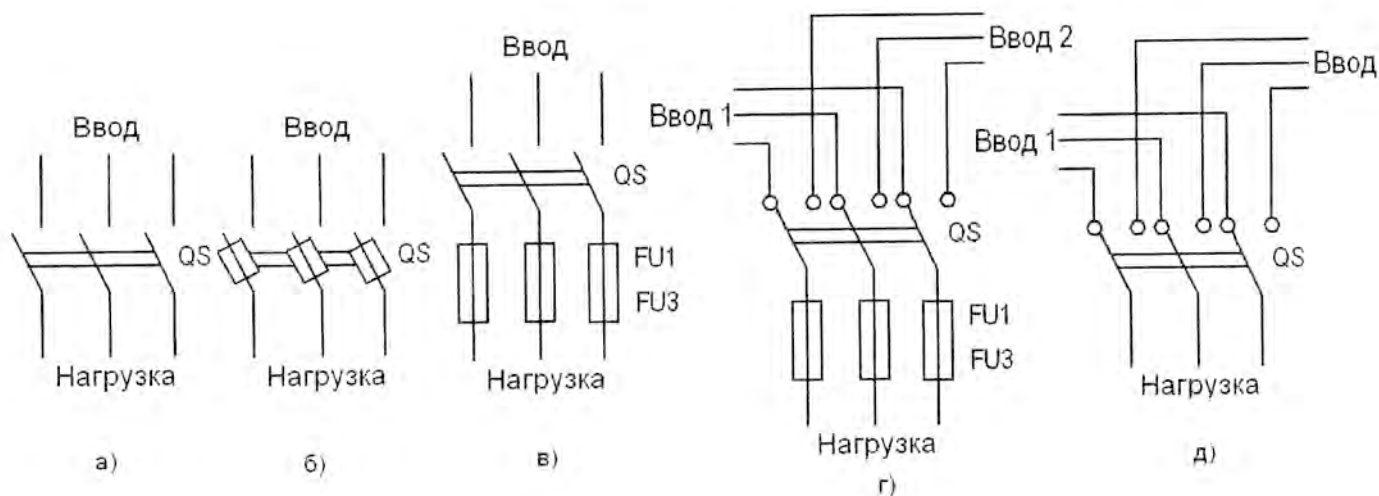 Ввод
QS
Нагрузка
а)
Ввод
QS
Нагрузка
б)
Ввод
QS
FU1
FU3
Нагрузка
в)
Ввод 2
Ввод 1
QS
FU1
FU3
Нагрузка
г)
Ввод
Ввод 1
QS
Нагрузка
д)